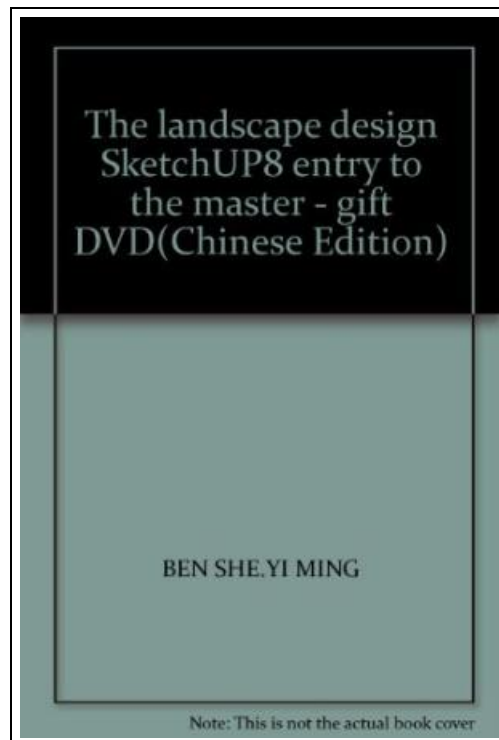 The landscape design
SketchUP8 entry to
the master - gift
DVD(Chinese Edition)
BEN SHE.YI MING
Note: This is not the actual book cover